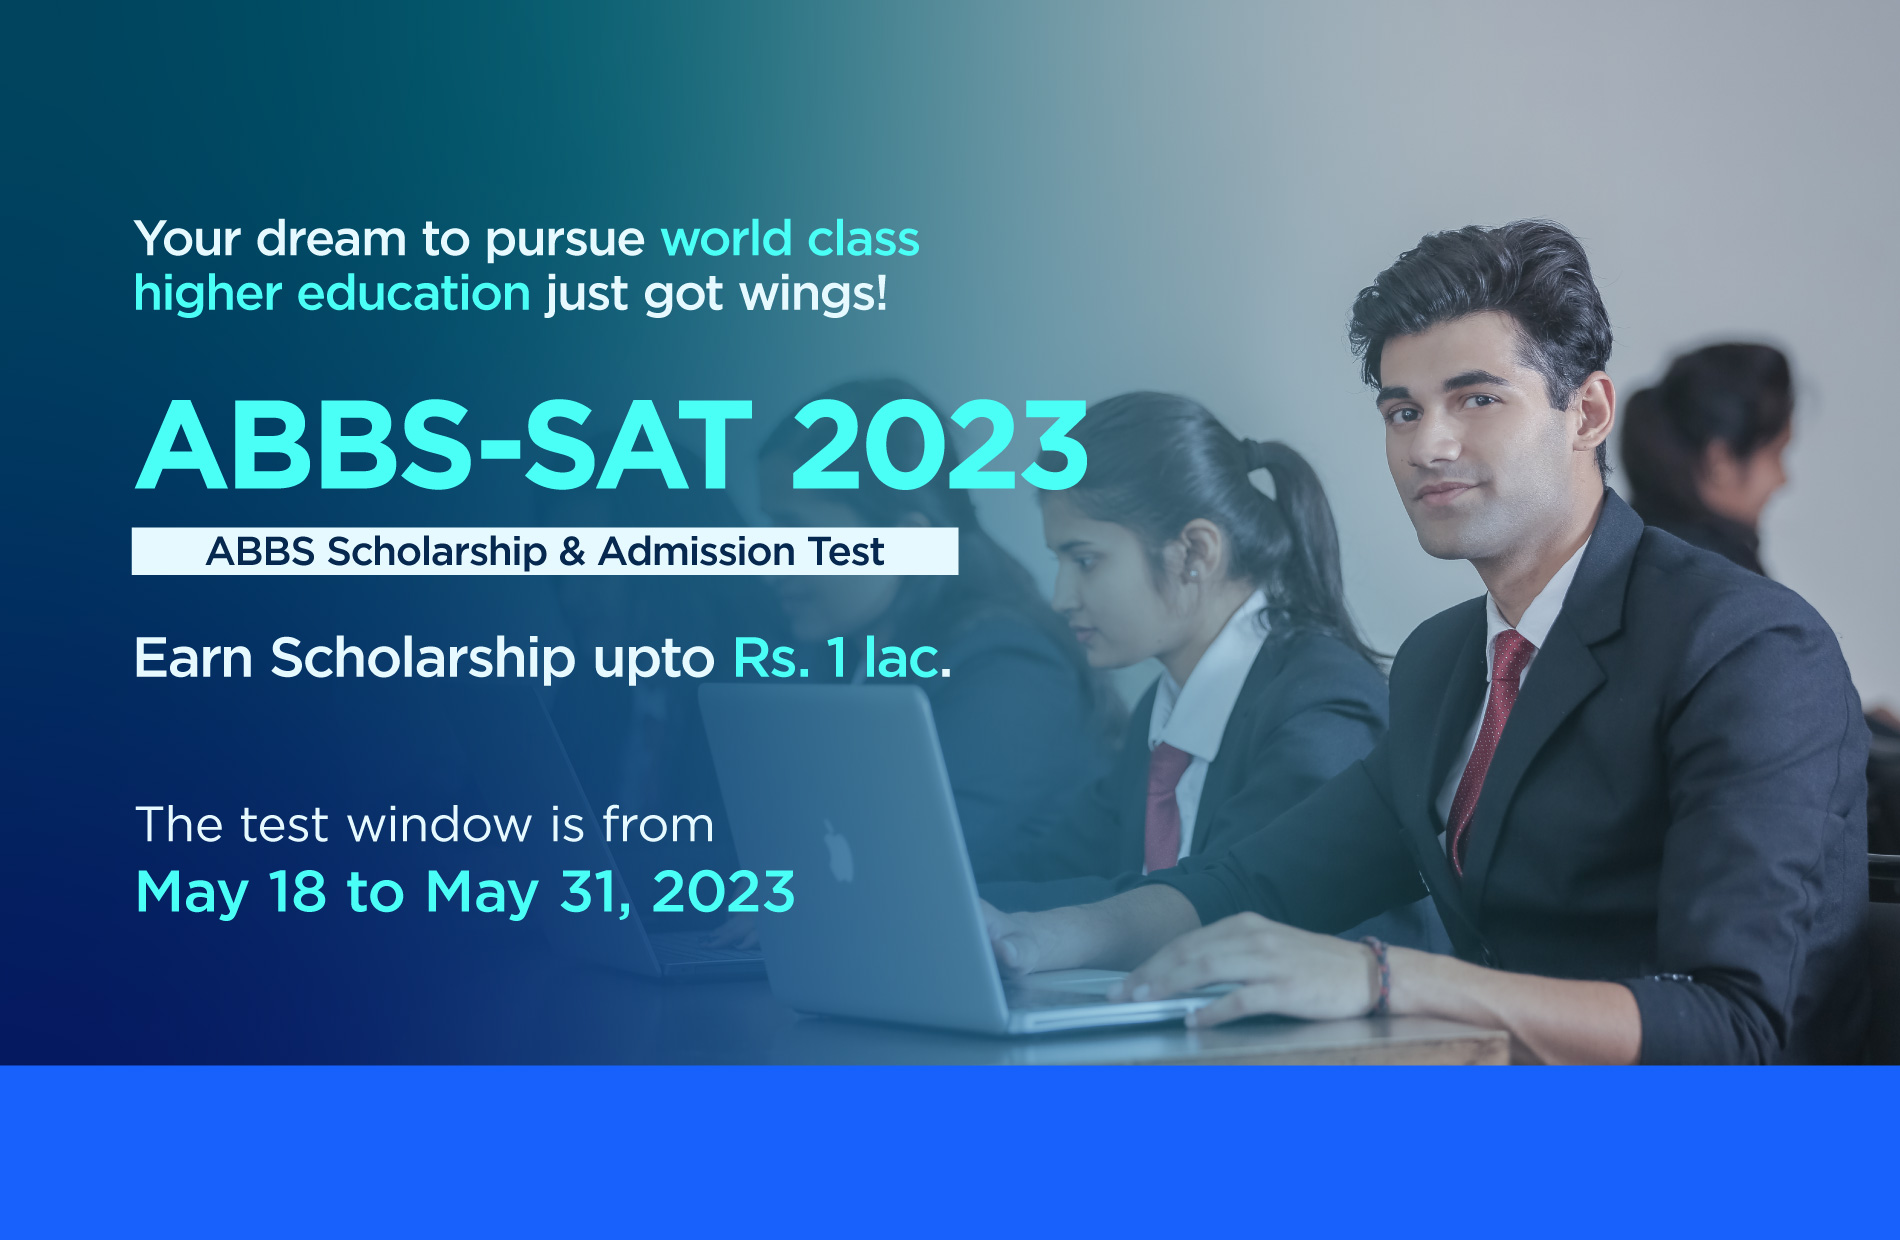 Your dream to pursue world class
higher education just got wings!
ABBS-SAT 2023
ABBS Scholarship & Admission Test
Earn Scholarship upto Rs. 1 lac.
The test window is from
May 18 to May 31, 2023